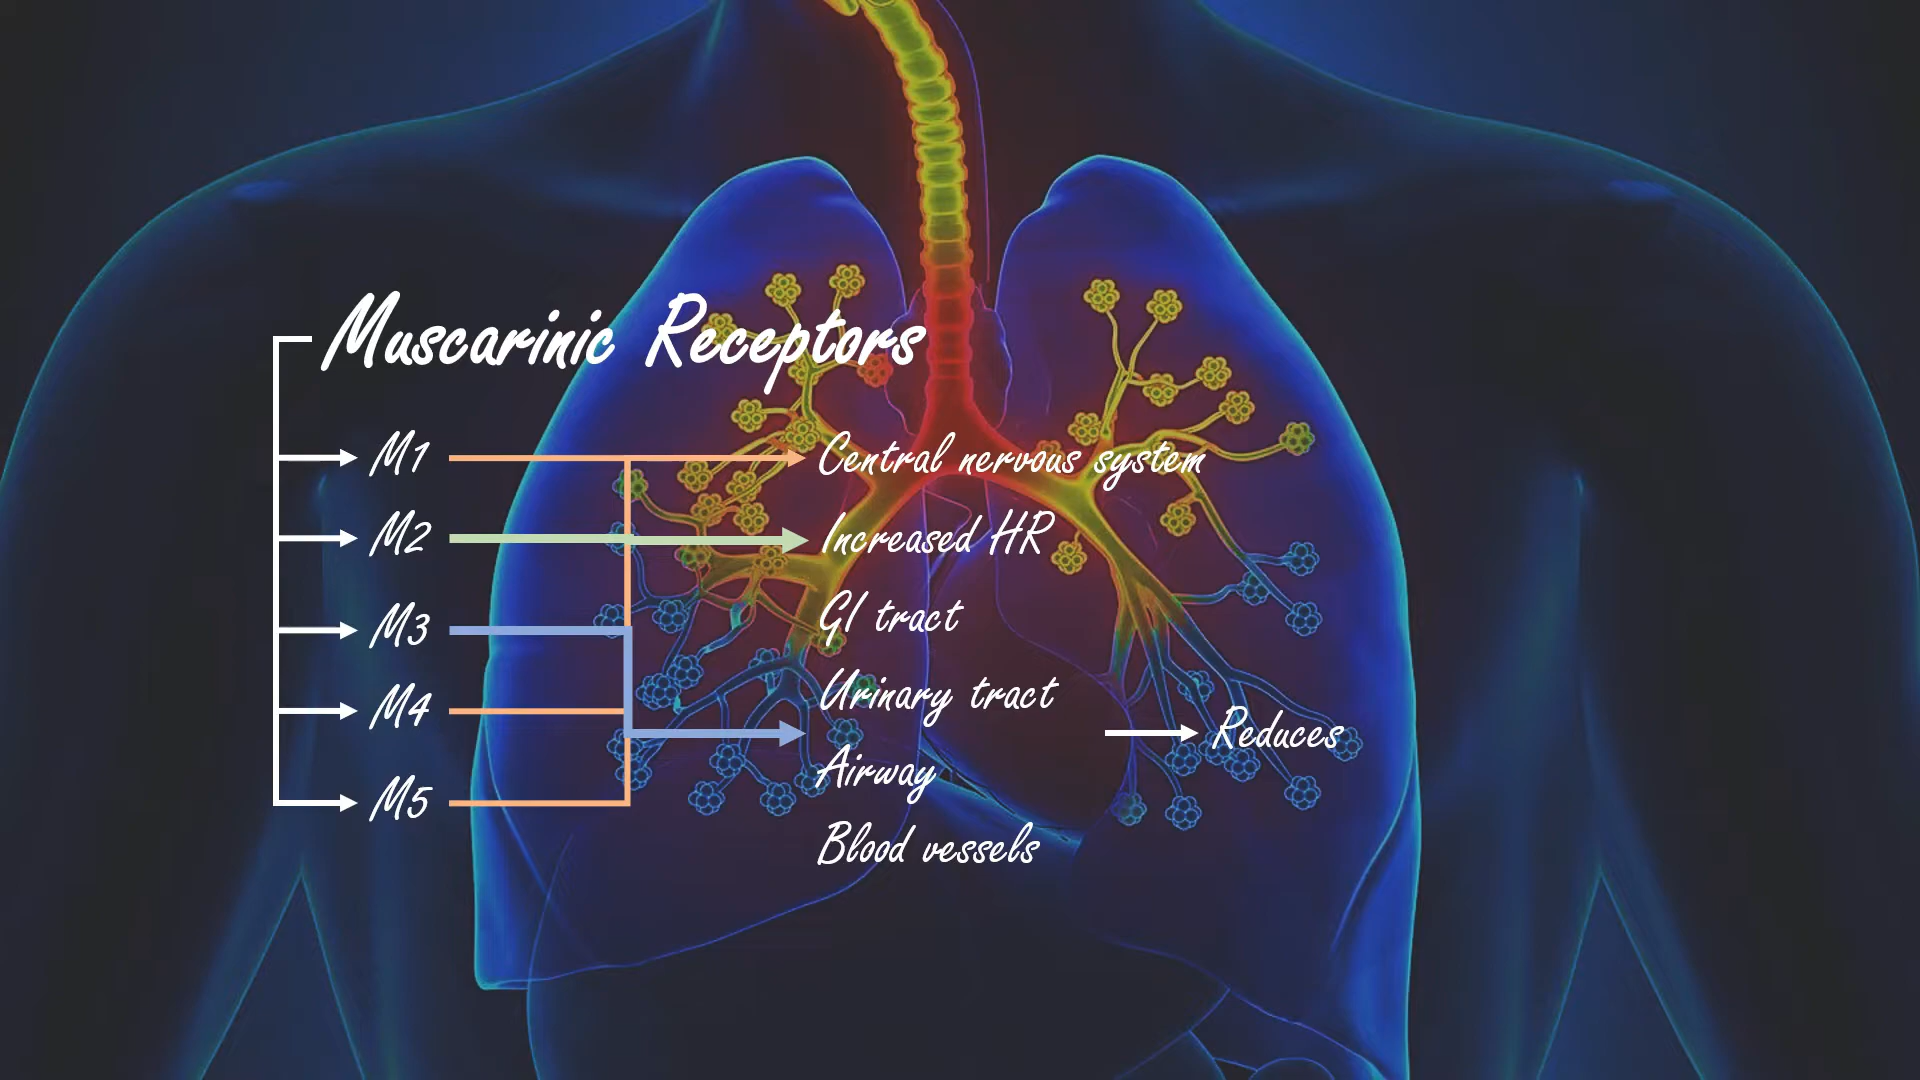 Muscarinic Receptors
M1
Central nervous system
M2
Increased HR
M3
GI tract
Urinary tract
M4
Reduces
Airway
M5
Blood vessels